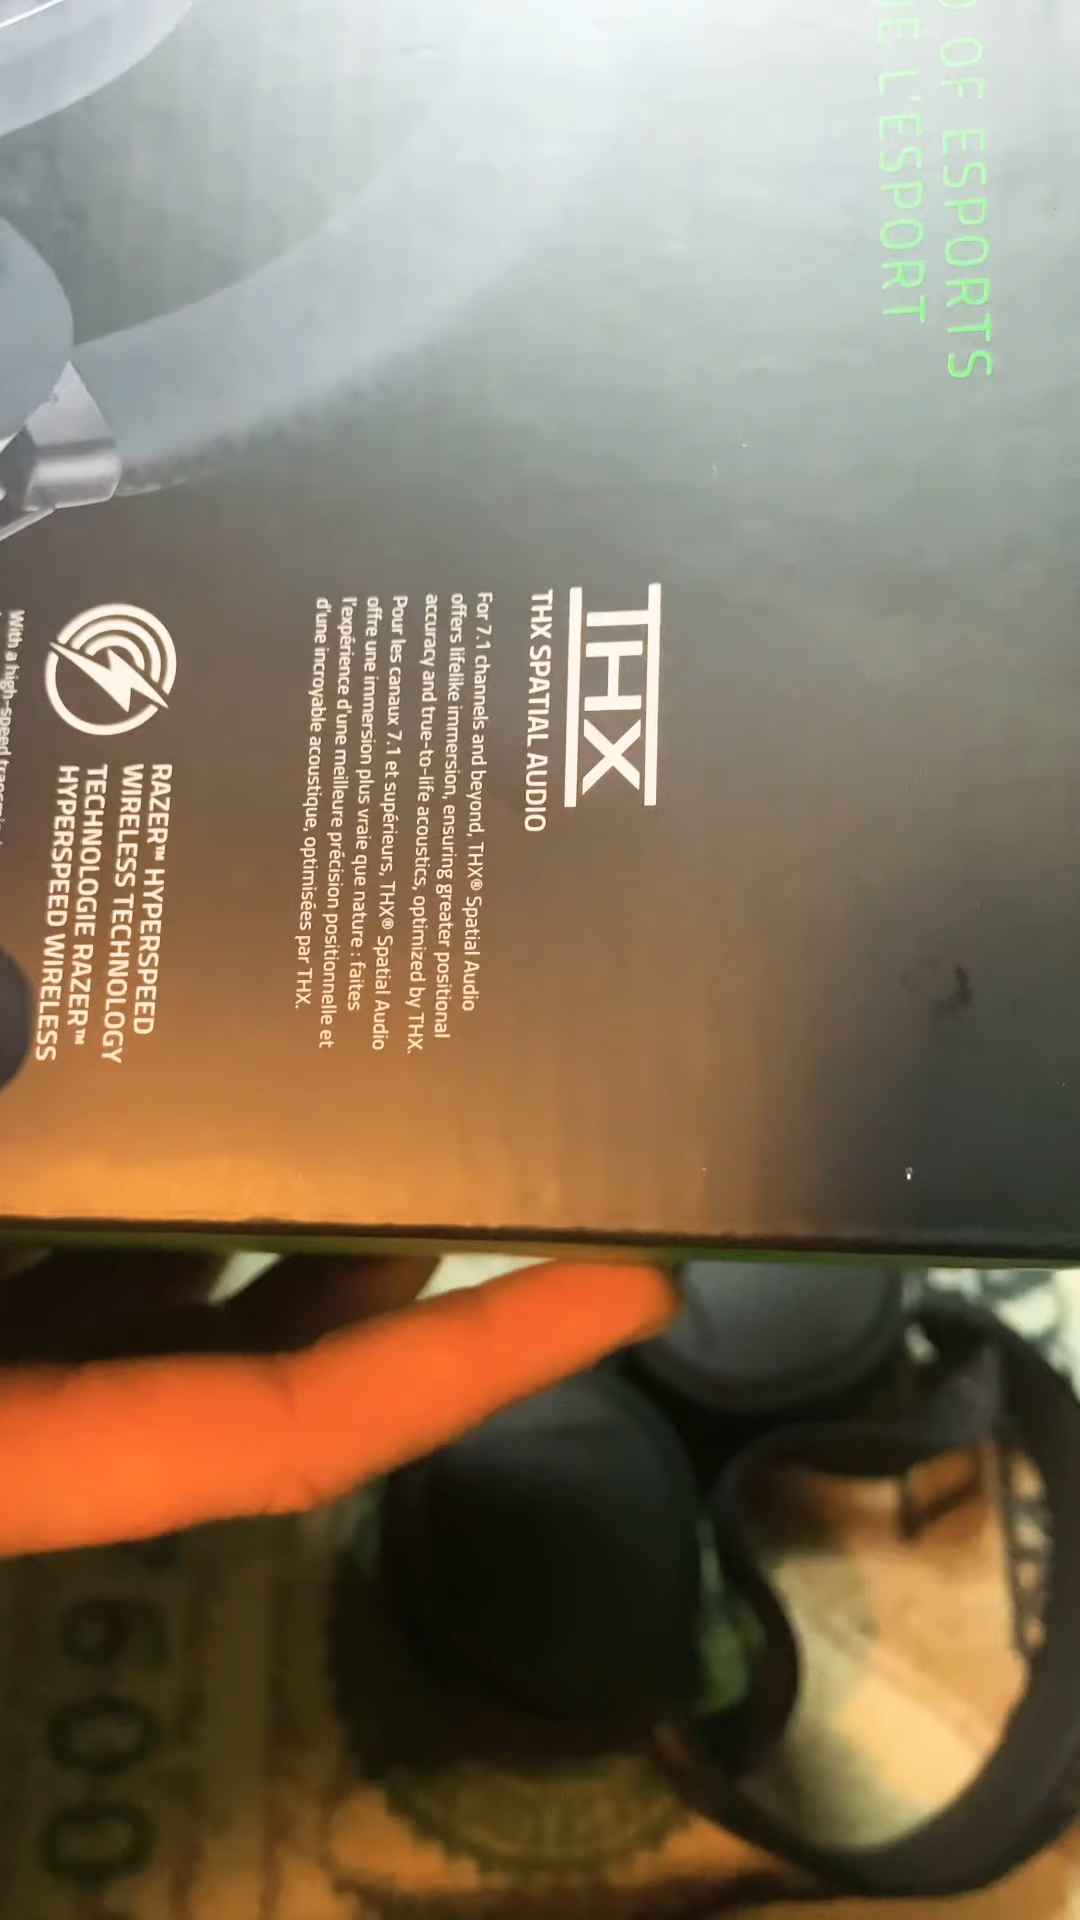 OF ESPORTS
L'ESPORT
THX
THX SPATIAL AUDIO
For 7.1 channels and beyond, THX® Spatial Audio
offers lifelike immersion, ensuring greater positional
accuracy and true-to-life acoustics, optimized by THX.
Pour les canaux 7.1 et supérieurs, THX® Spatial Audio
offre une immersion plus vraie que nature : faites
l'expérience d'une meilleure précision positionnelle et
d'une incroyable acoustique, optimisées par THX.
RAZER™ HYPERSPEED
WIRELESS TECHNOLOGY
TECHNOLOGIE RAZER™
HYPERSPEED WIRELESS
With a high-speed